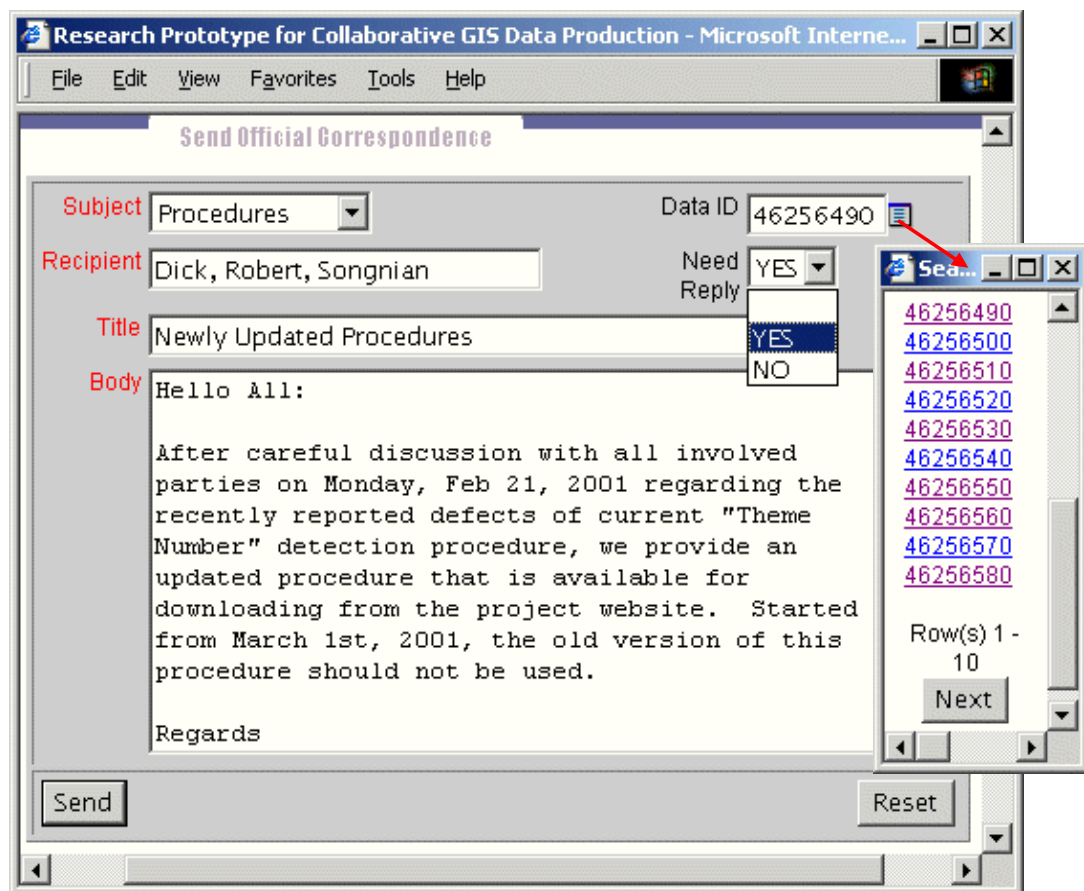 Research Prototype for Collaborative GIS Data Production - Microsoft Interne...
File Edit View Favorites Tools Help
Send Official Correspondence
Subject Procedures Data ID 46256490
Recipient Dick, Robert, Songnian Need Reply YES
YES
NO
Title Newly Updated Procedures
Body Hello All:
After careful discussion with all involved
parties on Monday, Feb 21, 2001 regarding the
recently reported defects of current "Theme
Number" detection procedure, we provide an
updated procedure that is available for
downloading from the project website. Started
from March 1st, 2001, the old version of this
procedure should not be used.
Regards
Send Reset
Sea...
46256490
46256500
46256510
46256520
46256530
46256540
46256550
46256560
46256570
46256580
Row(s) 1 -
10
Next